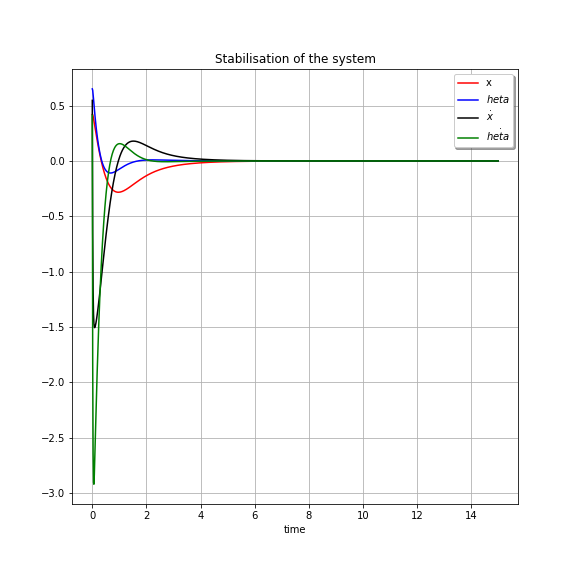 Stabilisation of the system
x
heta
ẋ
hetȧ
0.5
0.0
−0.5
−1.0
−1.5
−2.0
−2.5
−3.0
0 2 4 6 8 10 12 14
time